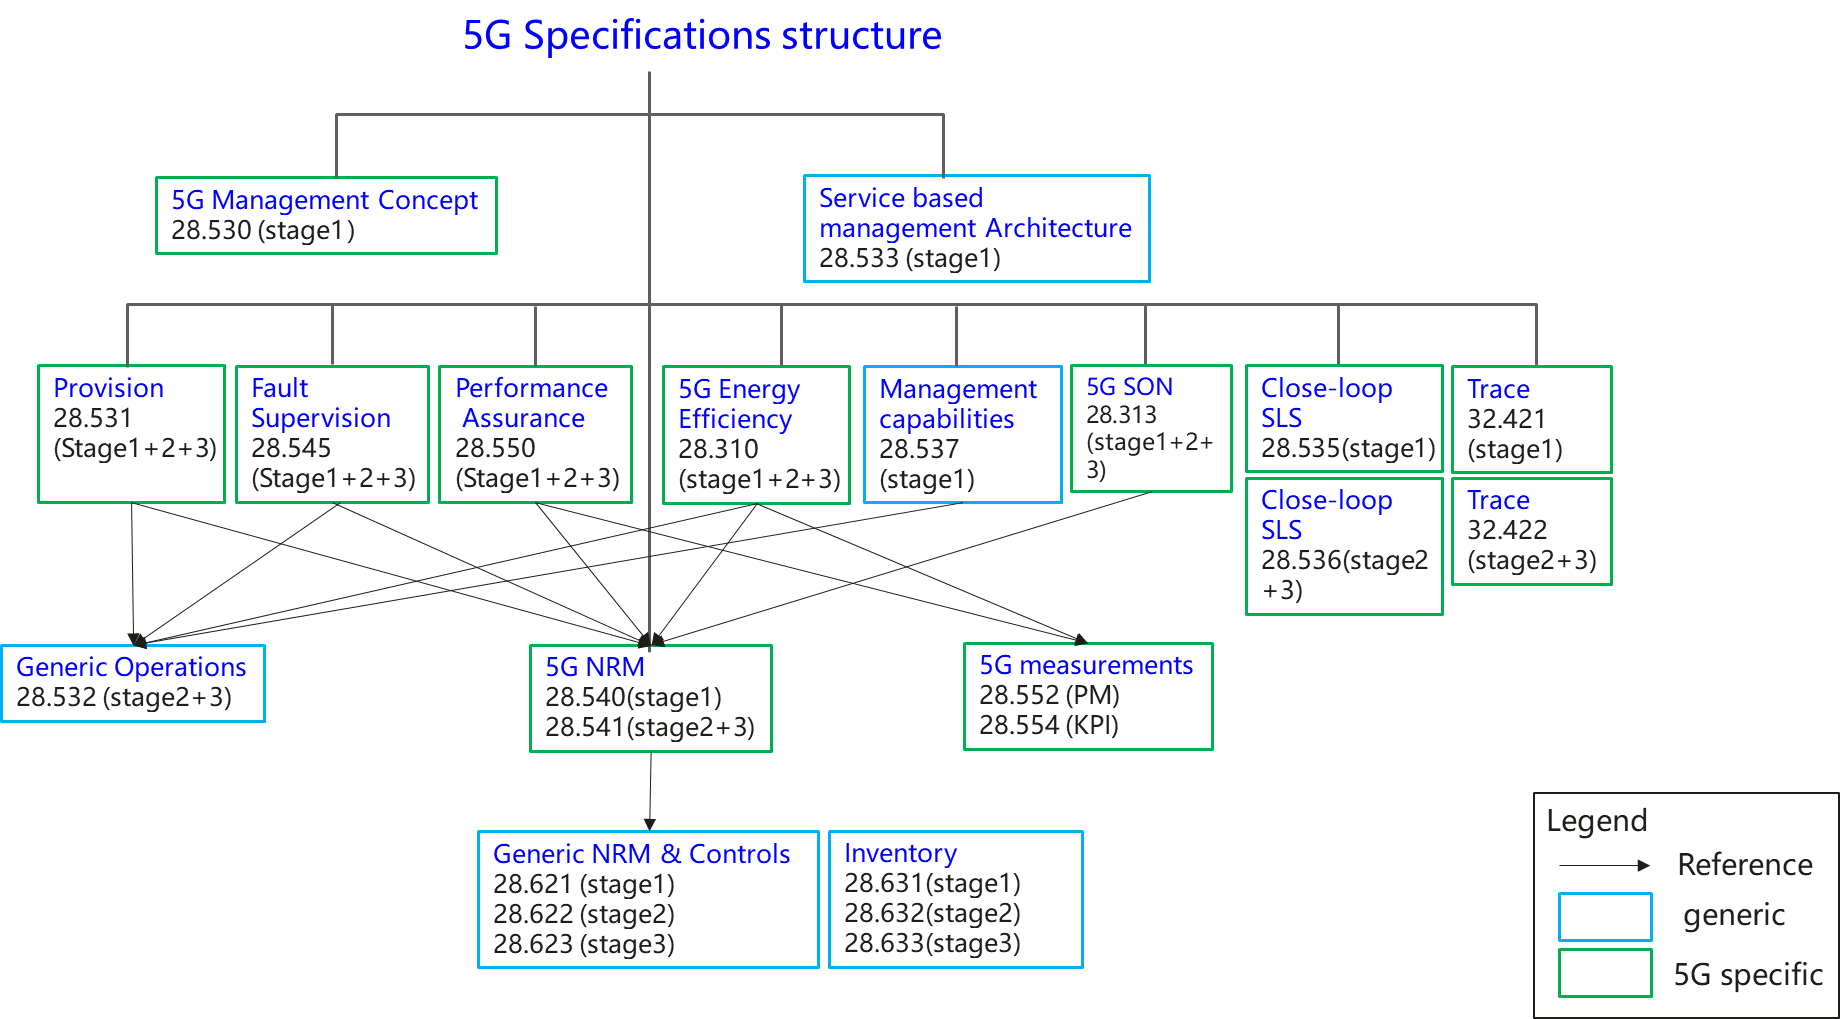 5G Specifications structure
5G Management Concept
28.530 (stage1)
Service based
management Architecture
28.533 (stage1)
Provision
28.531
(Stage1+2+3)
Fault
Supervision
28.545
(Stage1+2+3)
Performance
Assurance
28.550
(Stage1+2+3)
5G Energy
Efficiency
28.310
(stage1+2+3)
Management
capabilities
28.537
(stage1)
5G SON
28.313
(stage1+2+
3)
Close-loop
SLS
28.535(stage1)
Trace
32.421
(stage1)
Close-loop
SLS
28.536(stage2
+3)
Trace
32.422
(stage2+3)
Generic Operations
28.532 (stage2+3)
5G NRM
28.540(stage1)
28.541(stage2+3)
5G measurements
28.552 (PM)
28.554 (KPI)
Generic NRM & Controls
28.621 (stage1)
28.622 (stage2)
28.623 (stage3)
Inventory
28.631(stage1)
28.632(stage2)
28.633(stage3)
Legend
Reference
generic
5G specific